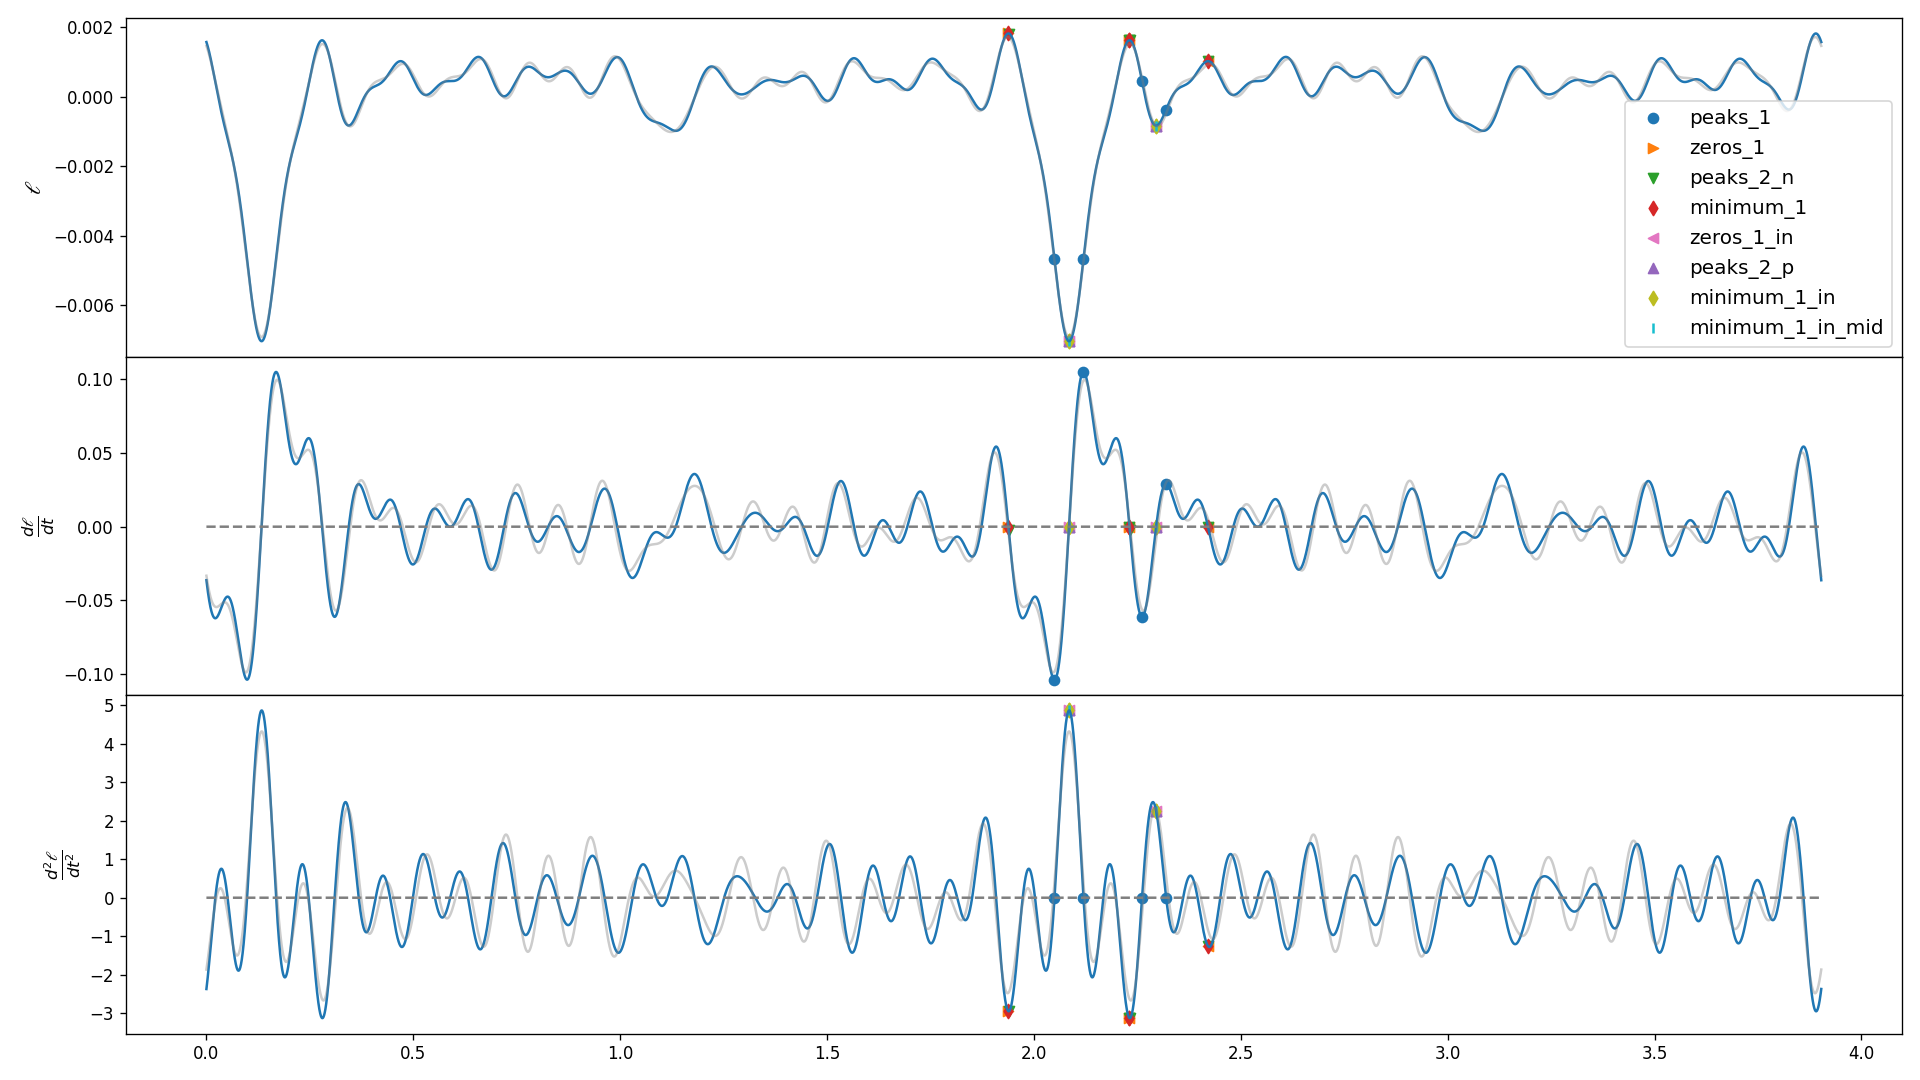 0.002
0.000
−0.002
−0.004
−0.006
ℓ
peaks_1
zeros_1
peaks_2_n
minimum_1
zeros_1_in
peaks_2_p
minimum_1_in
minimum_1_in_mid
0.10
0.05
0.00
−0.05
−0.10
dℓ
dt
5
4
3
2
1
0
−1
−2
−3
d²ℓ
dt²
0.0 0.5 1.0 1.5 2.0 2.5 3.0 3.5 4.0